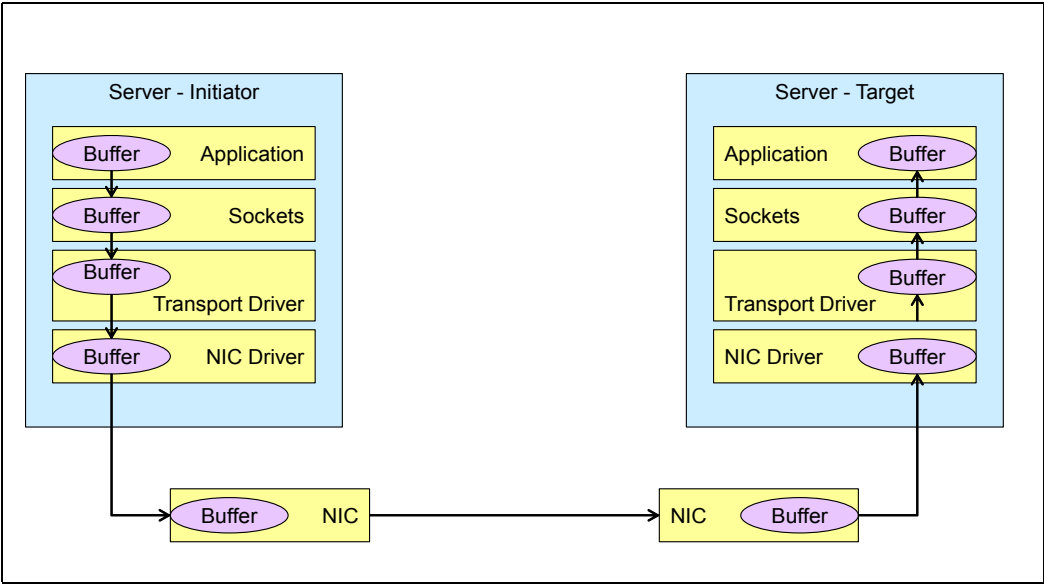 Server - Initiator
Buffer Application
Buffer Sockets
Buffer
Transport Driver
Buffer NIC Driver
Server - Target
Application Buffer
Sockets Buffer
Buffer
Transport Driver
NIC Driver Buffer
Buffer NIC
NIC Buffer